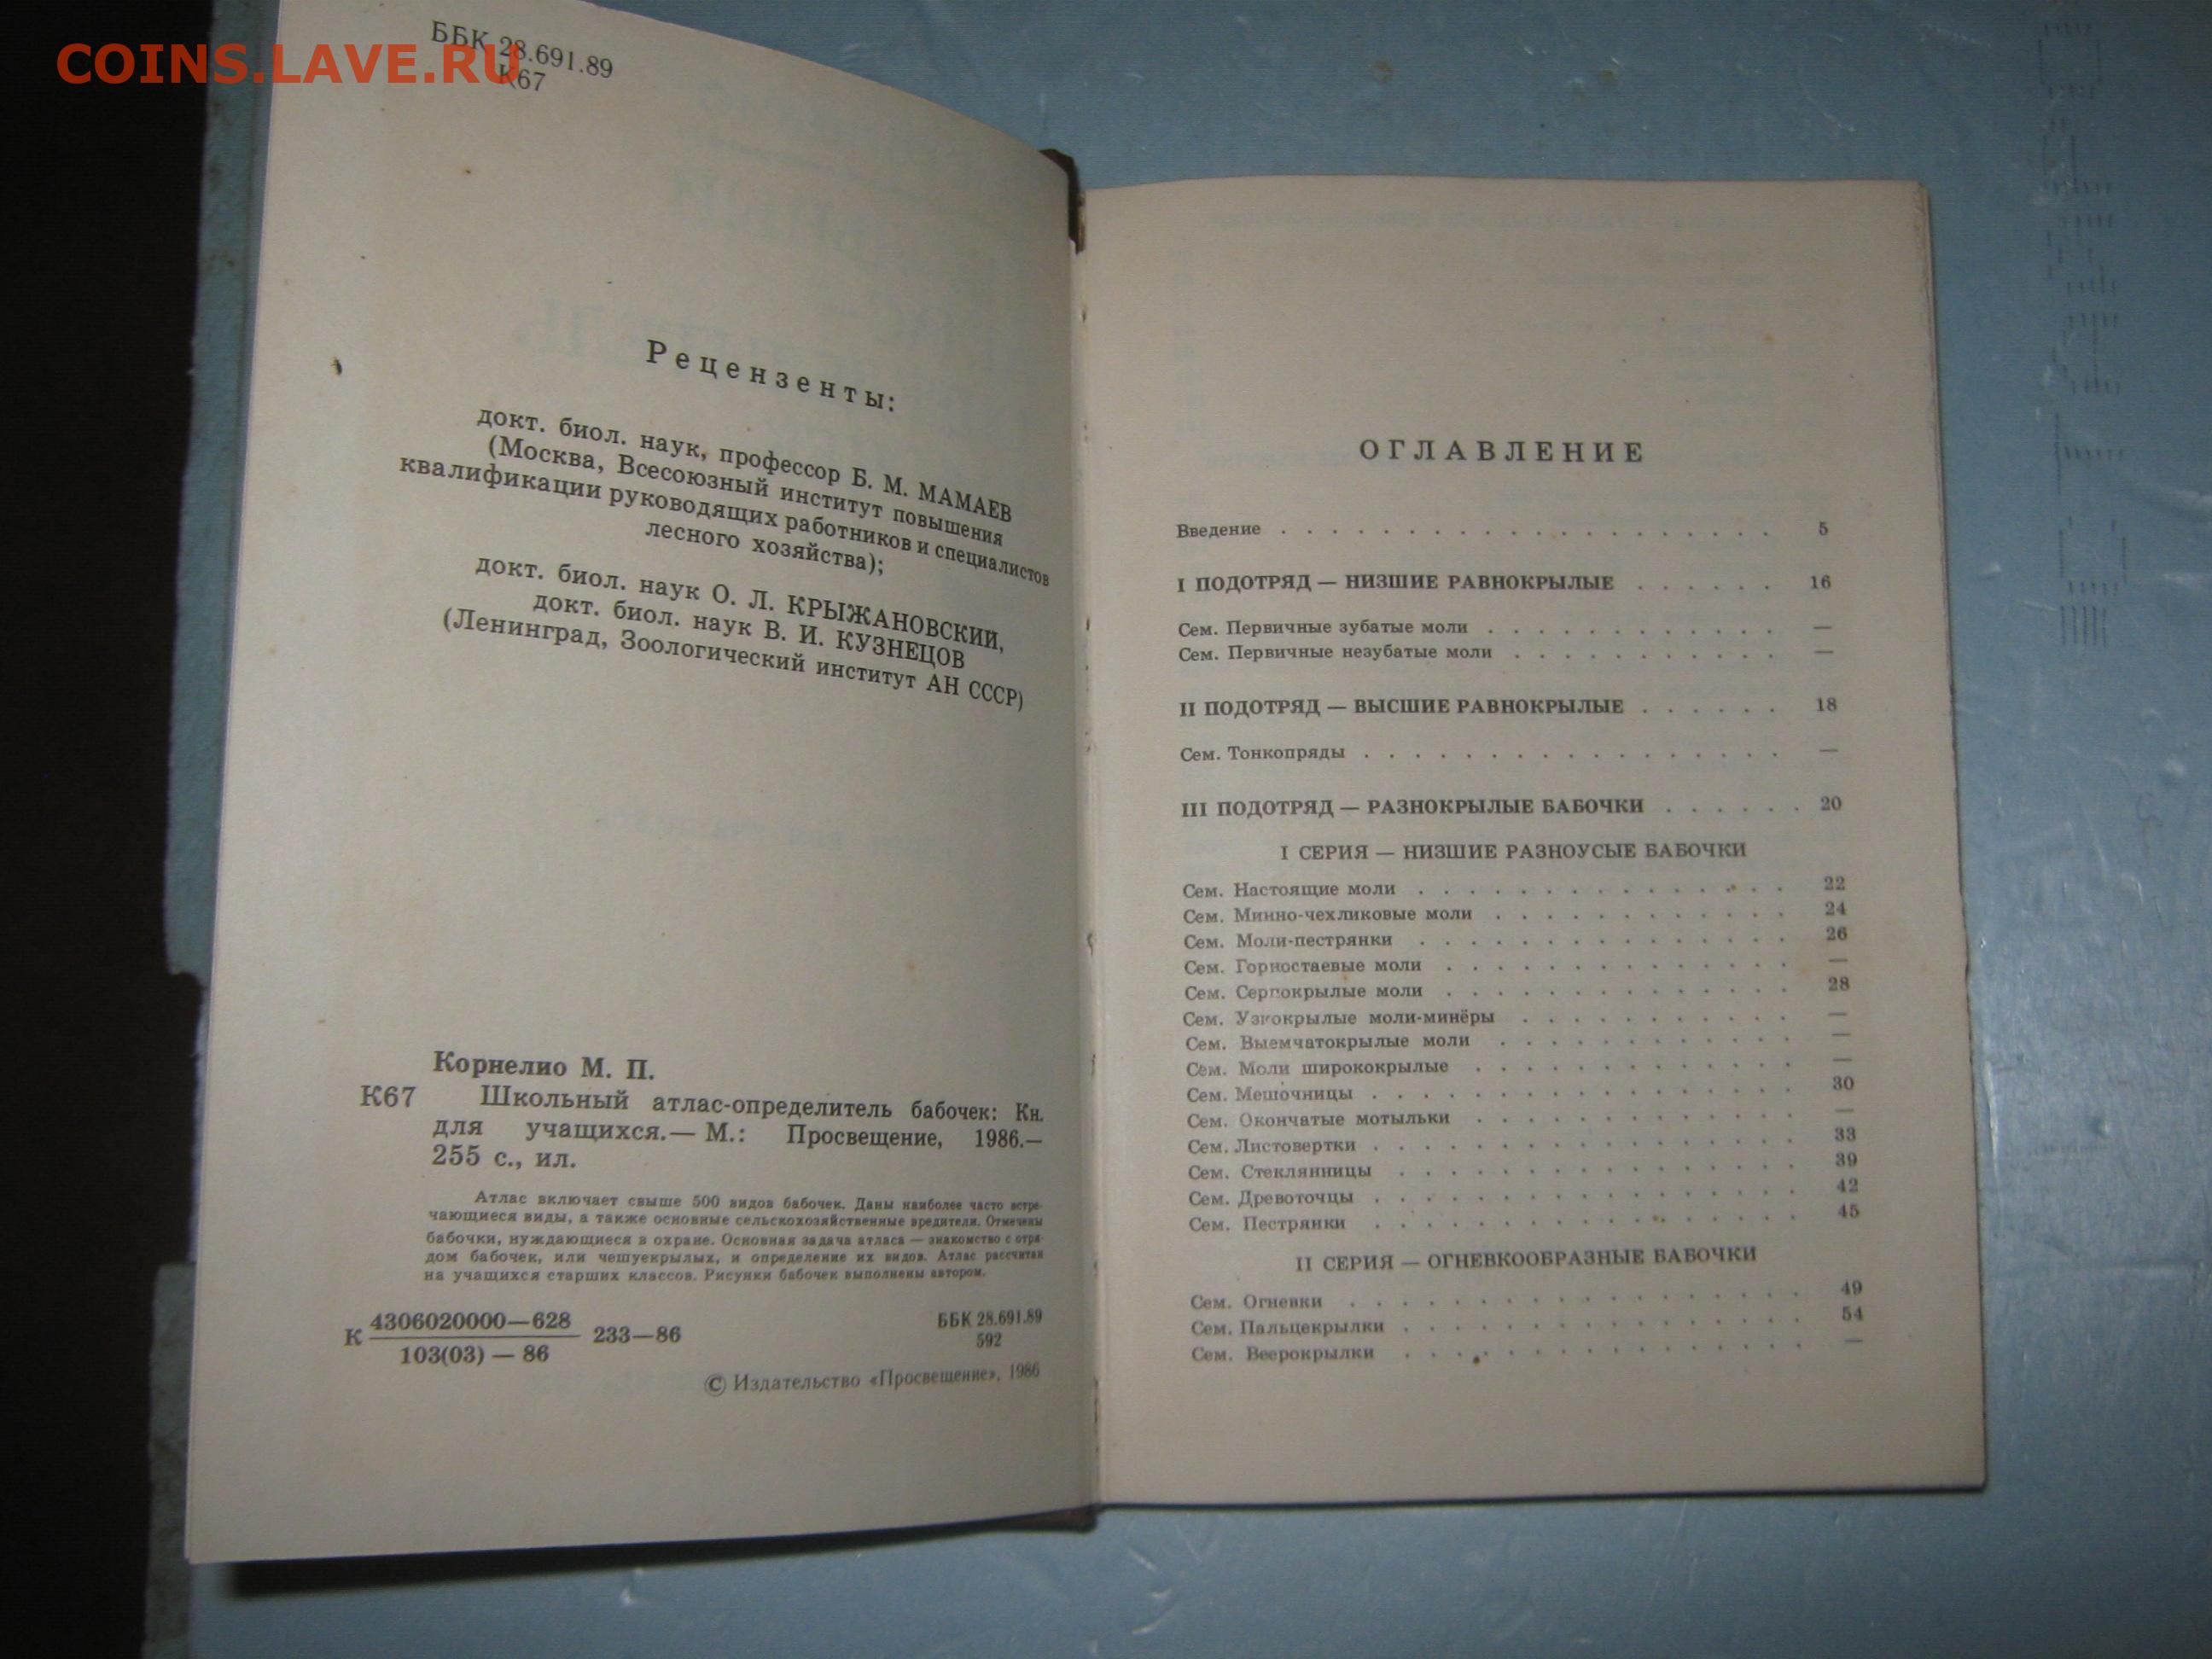 COINS.LAVE.RU
ББК 28.691.89
К67
Рецензенты:
докт. биол. наук, профессор Б. М. МАМАЕВ
(Москва, Всесоюзный институт повышения
квалификации руководящих работников и специалистов
лесного хозяйства);
докт. биол. наук О. Л. КРЫЖАНОВСКИЙ,
докт. биол. наук В. И. КУЗНЕЦОВ
(Ленинград, Зоологический институт АН СССР)
Корнелио М. П.
К67 Школьный атлас-определитель бабочек: Кн.
для учащихся.— М.: Просвещение, 1986.—
255 с., ил.
Атлас включает свыше 500 видов бабочек. Даны наиболее часто встре-
чающиеся виды, а также основные сельскохозяйственные вредители. Отмечены
бабочки, нуждающиеся в охране. Основная задача атласа — знакомство с отря-
дом бабочек, или чешуекрылых, и определение их видов. Атлас рассчитан
на учащихся старших классов. Рисунки бабочек выполнены автором.
К 4306020000—628 233—86
103(03) — 86
ББК 28.691.89
592
© Издательство «Просвещение», 1986
ОГЛАВЛЕНИЕ
Введение . . . . . . . . . . . . . . . . . . . . 5
I ПОДОТРЯД — НИЗШИЕ РАВНОКРЫЛЫЕ . . . . . . 16
Сем. Первичные зубатые моли . . . . . . . . . . . . —
Сем. Первичные незубатые моли . . . . . . . . . . . —
II ПОДОТРЯД — ВЫСШИЕ РАВНОКРЫЛЫЕ . . . . . . 18
Сем. Тонкопряды . . . . . . . . . . . . . . . . . —
III ПОДОТРЯД — РАЗНОКРЫЛЫЕ БАБОЧКИ . . . . . . 20
I СЕРИЯ — НИЗШИЕ РАЗНОУСЫЕ БАБОЧКИ
Сем. Настоящие моли . . . . . . . . . . . . . . . 22
Сем. Минно-чехликовые моли . . . . . . . . . . . . 24
Сем. Моли-пестрянки . . . . . . . . . . . . . . . 26
Сем. Горностаевые моли . . . . . . . . . . . . . . —
Сем. Серпокрылые моли . . . . . . . . . . . . . . 28
Сем. Узкокрылые моли-минёры . . . . . . . . . . . —
Сем. Выемчатокрылые моли . . . . . . . . . . . . —
Сем. Моли ширококрылые . . . . . . . . . . . . . —
Сем. Мешочницы . . . . . . . . . . . . . . . . . 30
Сем. Окончатые мотыльки . . . . . . . . . . . . . —
Сем. Листовертки . . . . . . . . . . . . . . . . . 33
Сем. Стеклянницы . . . . . . . . . . . . . . . . 39
Сем. Древоточцы . . . . . . . . . . . . . . . . . 42
Сем. Пестрянки . . . . . . . . . . . . . . . . . 45
II СЕРИЯ — ОГНЕВКООБРАЗНЫЕ БАБОЧКИ
Сем. Огневки . . . . . . . . . . . . . . . . . . 49
Сем. Пальцекрылки . . . . . . . . . . . . . . . . 54
Сем. Веерокрылки . . . . . . . . . . . . . . . . —